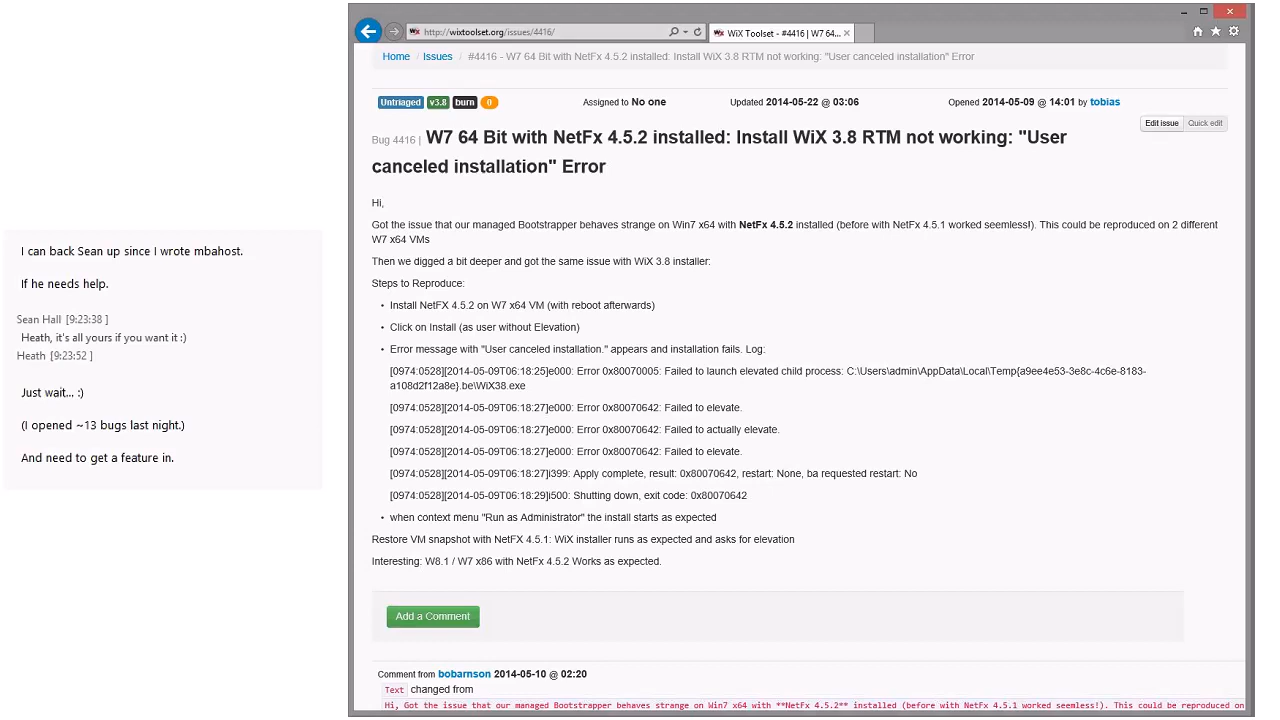 I can back Sean up since I wrote mbahost.
If he needs help.
Sean Hall [9:23:38 ]
Heath, it's all yours if you want it :)
Heath [9:23:52 ]
Just wait... :)
(I opened ~13 bugs last night.)
And need to get a feature in.
http://wixtoolset.org/issues/4416/
WiX Toolset - #4416 | W7 64...
Home / Issues / #4416 - W7 64 Bit with NetFx 4.5.2 installed: Install WiX 3.8 RTM not working: "User canceled installation" Error
Untriaged v3.8 burn 0 Assigned to No one Updated 2014-05-22 @ 03:06 Opened 2014-05-09 @ 14:01 by tobias
Edit issue Quick edit
Bug 4416 | W7 64 Bit with NetFx 4.5.2 installed: Install WiX 3.8 RTM not working: "User
canceled installation" Error
Hi,
Got the issue that our managed Bootstrapper behaves strange on Win7 x64 with NetFx 4.5.2 installed (before with NetFx 4.5.1 worked seemless!). This could be reproduced on 2 different
W7 x64 VMs
Then we digged a bit deeper and got the same issue with WiX 3.8 installer:
Steps to Reproduce:
• Install NetFX 4.5.2 on W7 x64 VM (with reboot afterwards)
• Click on Install (as user without Elevation)
• Error message with "User canceled installation." appears and installation fails. Log:
[0974:0528][2014-05-09T06:18:25]e000: Error 0x80070005: Failed to launch elevated child process: C:\Users\admin\AppData\Local\Temp{a9ee4e53-3e8c-4c6e-8183-
a108d2f12a8e}.be\WiX38.exe
[0974:0528][2014-05-09T06:18:27]e000: Error 0x80070642: Failed to elevate.
[0974:0528][2014-05-09T06:18:27]e000: Error 0x80070642: Failed to actually elevate.
[0974:0528][2014-05-09T06:18:27]e000: Error 0x80070642: Failed to elevate.
[0974:0528][2014-05-09T06:18:27]i399: Apply complete, result: 0x80070642, restart: None, ba requested restart: No
[0974:0528][2014-05-09T06:18:29]i500: Shutting down, exit code: 0x80070642
• when context menu "Run as Administrator" the install starts as expected
Restore VM snapshot with NetFX 4.5.1: WiX installer runs as expected and asks for elevation
Interesting: W8.1 / W7 x86 with NetFx 4.5.2 Works as expected.
Add a Comment
Comment from bobarnson 2014-05-10 @ 02:20
Text changed from
Hi, Got the issue that our managed Bootstrapper behaves strange on Win7 x64 with **NetFx 4.5.2** installed (before with NetFx 4.5.1 worked seemless!). This could be reproduced on